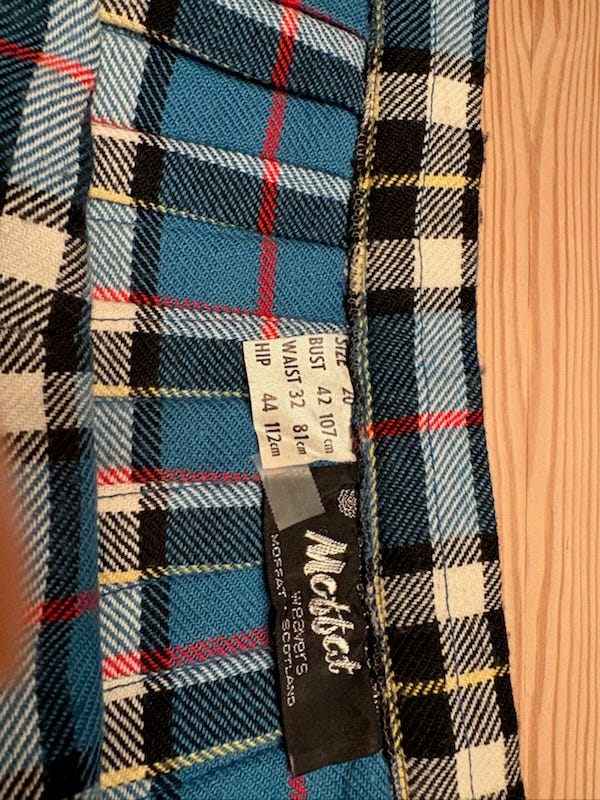 SIZE 20
BUST 42 107cm
WAIST 32 81cm
HIP 44 112cm
Moffat
WEAVERS
MOFFAT · SCOTLAND